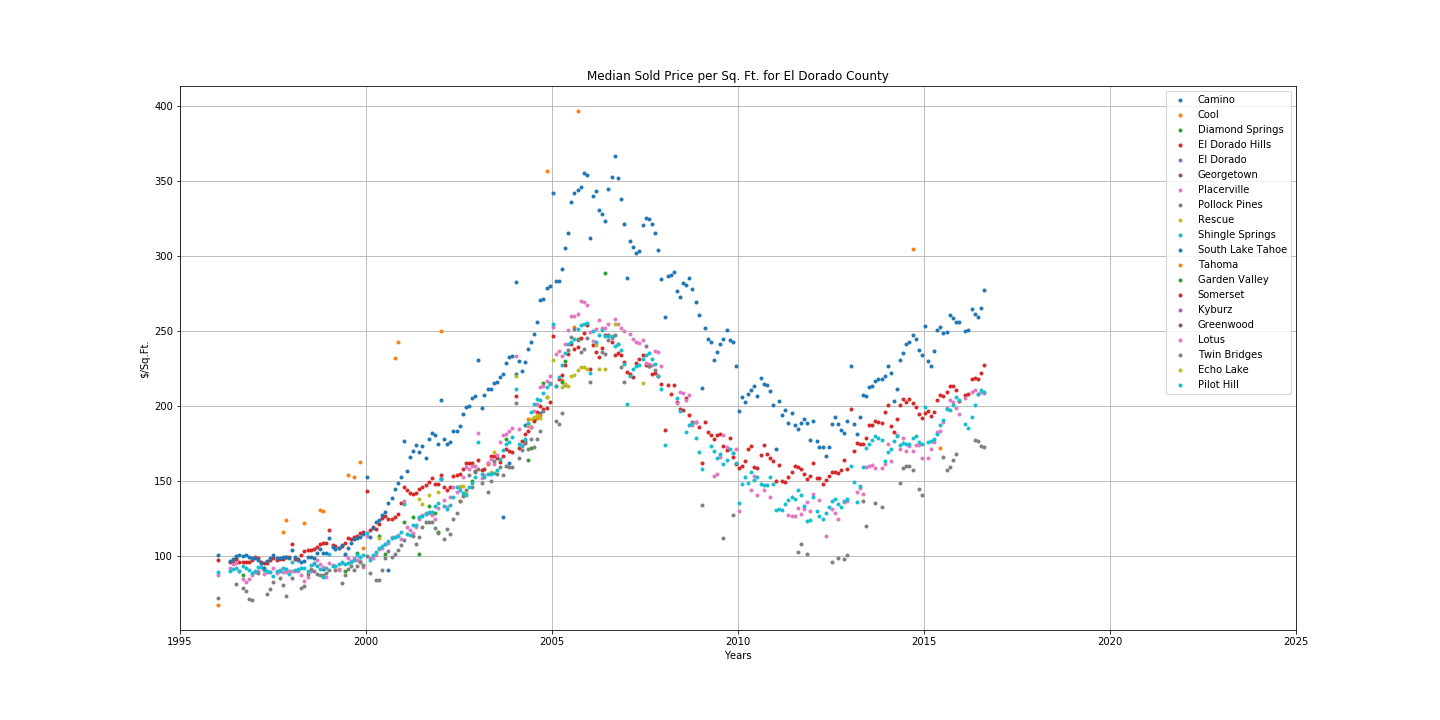 Median Sold Price per Sq. Ft. for El Dorado County
400
350
300
250
200
150
100
$/Sq.Ft.
1995
2000
2005
2010
2015
2020
2025
Years
Camino
Cool
Diamond Springs
El Dorado Hills
El Dorado
Georgetown
Placerville
Pollock Pines
Rescue
Shingle Springs
South Lake Tahoe
Tahoma
Garden Valley
Somerset
Kyburz
Greenwood
Lotus
Twin Bridges
Echo Lake
Pilot Hill